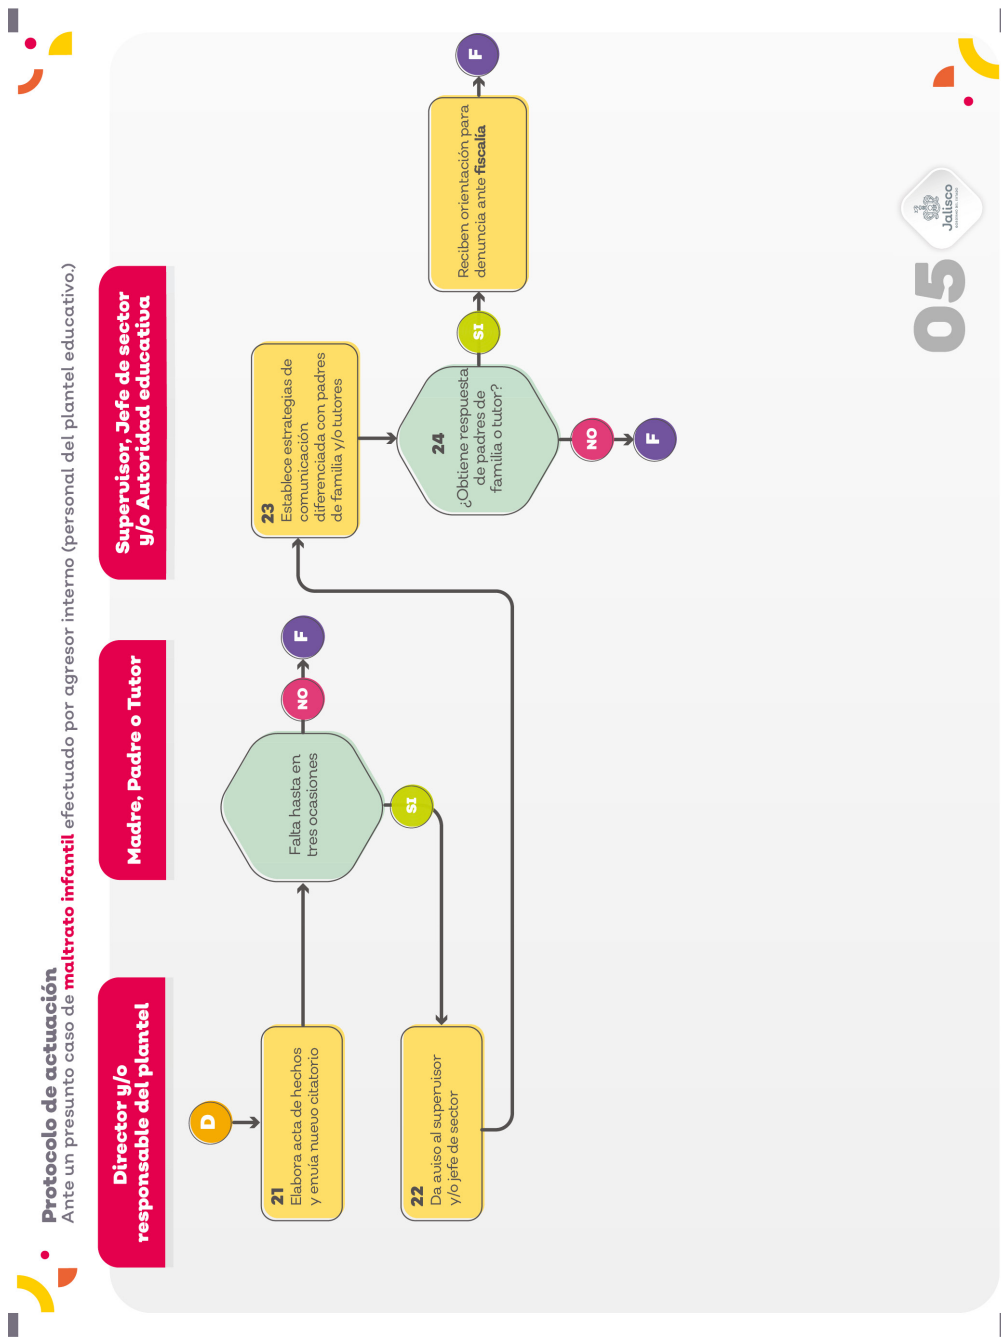 Protocolo de actuación
Ante un presunto caso de maltrato infantil efectuado por agresor interno (personal del plantel educativo.)
Director y/o
responsable del plantel
Madre, Padre o Tutor
Supervisor, Jefe de sector
y/o Autoridad educativa
D
21
Elabora acta de hechos
y envia nuevo citatorio
Falta hasta en
tres ocasiones
NO
F
SI
22
Da aviso al supervisor
y/o jefe de sector
23
Establece estrategias de
comunicación
diferenciada con padres
de familia y/o tutores
24
¿Obtiene respuesta
de padres de
familia o tutor?
SI
Reciben orientación para
denuncia ante fiscalía
F
NO
F
05
Jalisco
GOBIERNO DEL ESTADO